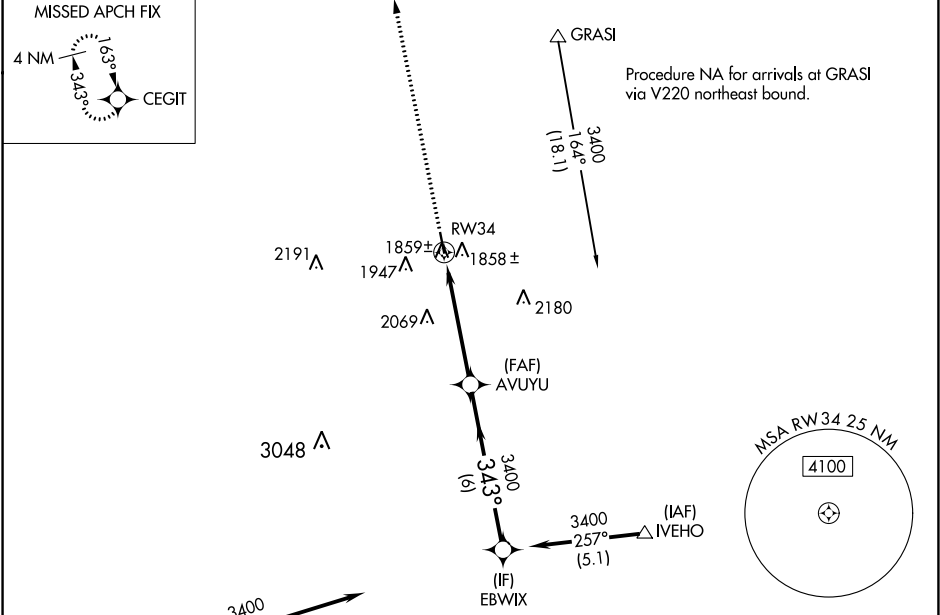 MISSED APCH FIX
4 NM
163°
343°
CEGIT
GRASI
Procedure NA for arrivals at GRASI
via V220 northeast bound.
3400
164°
(18.1)
RW34
1859±
1858±
2191
1947
2180
2069
(FAF)
AVUYU
3048
3400
343°
(6)
MSA RW34 25 NM
4100
3400
257°
(5.1)
(IAF)
IVEHO
(IF)
EBWIX
3400